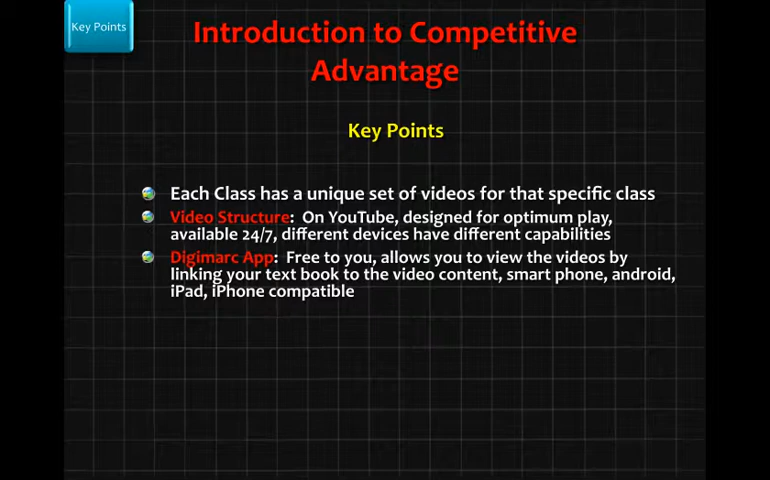 Key Points
Introduction to Competitive
Advantage
Key Points
Each Class has a unique set of videos for that specific class
Video Structure: On YouTube, designed for optimum play,
available 24/7, different devices have different capabilities
Digimarc App: Free to you, allows you to view the videos by
linking your text book to the video content, smart phone, android,
iPad, iPhone compatible